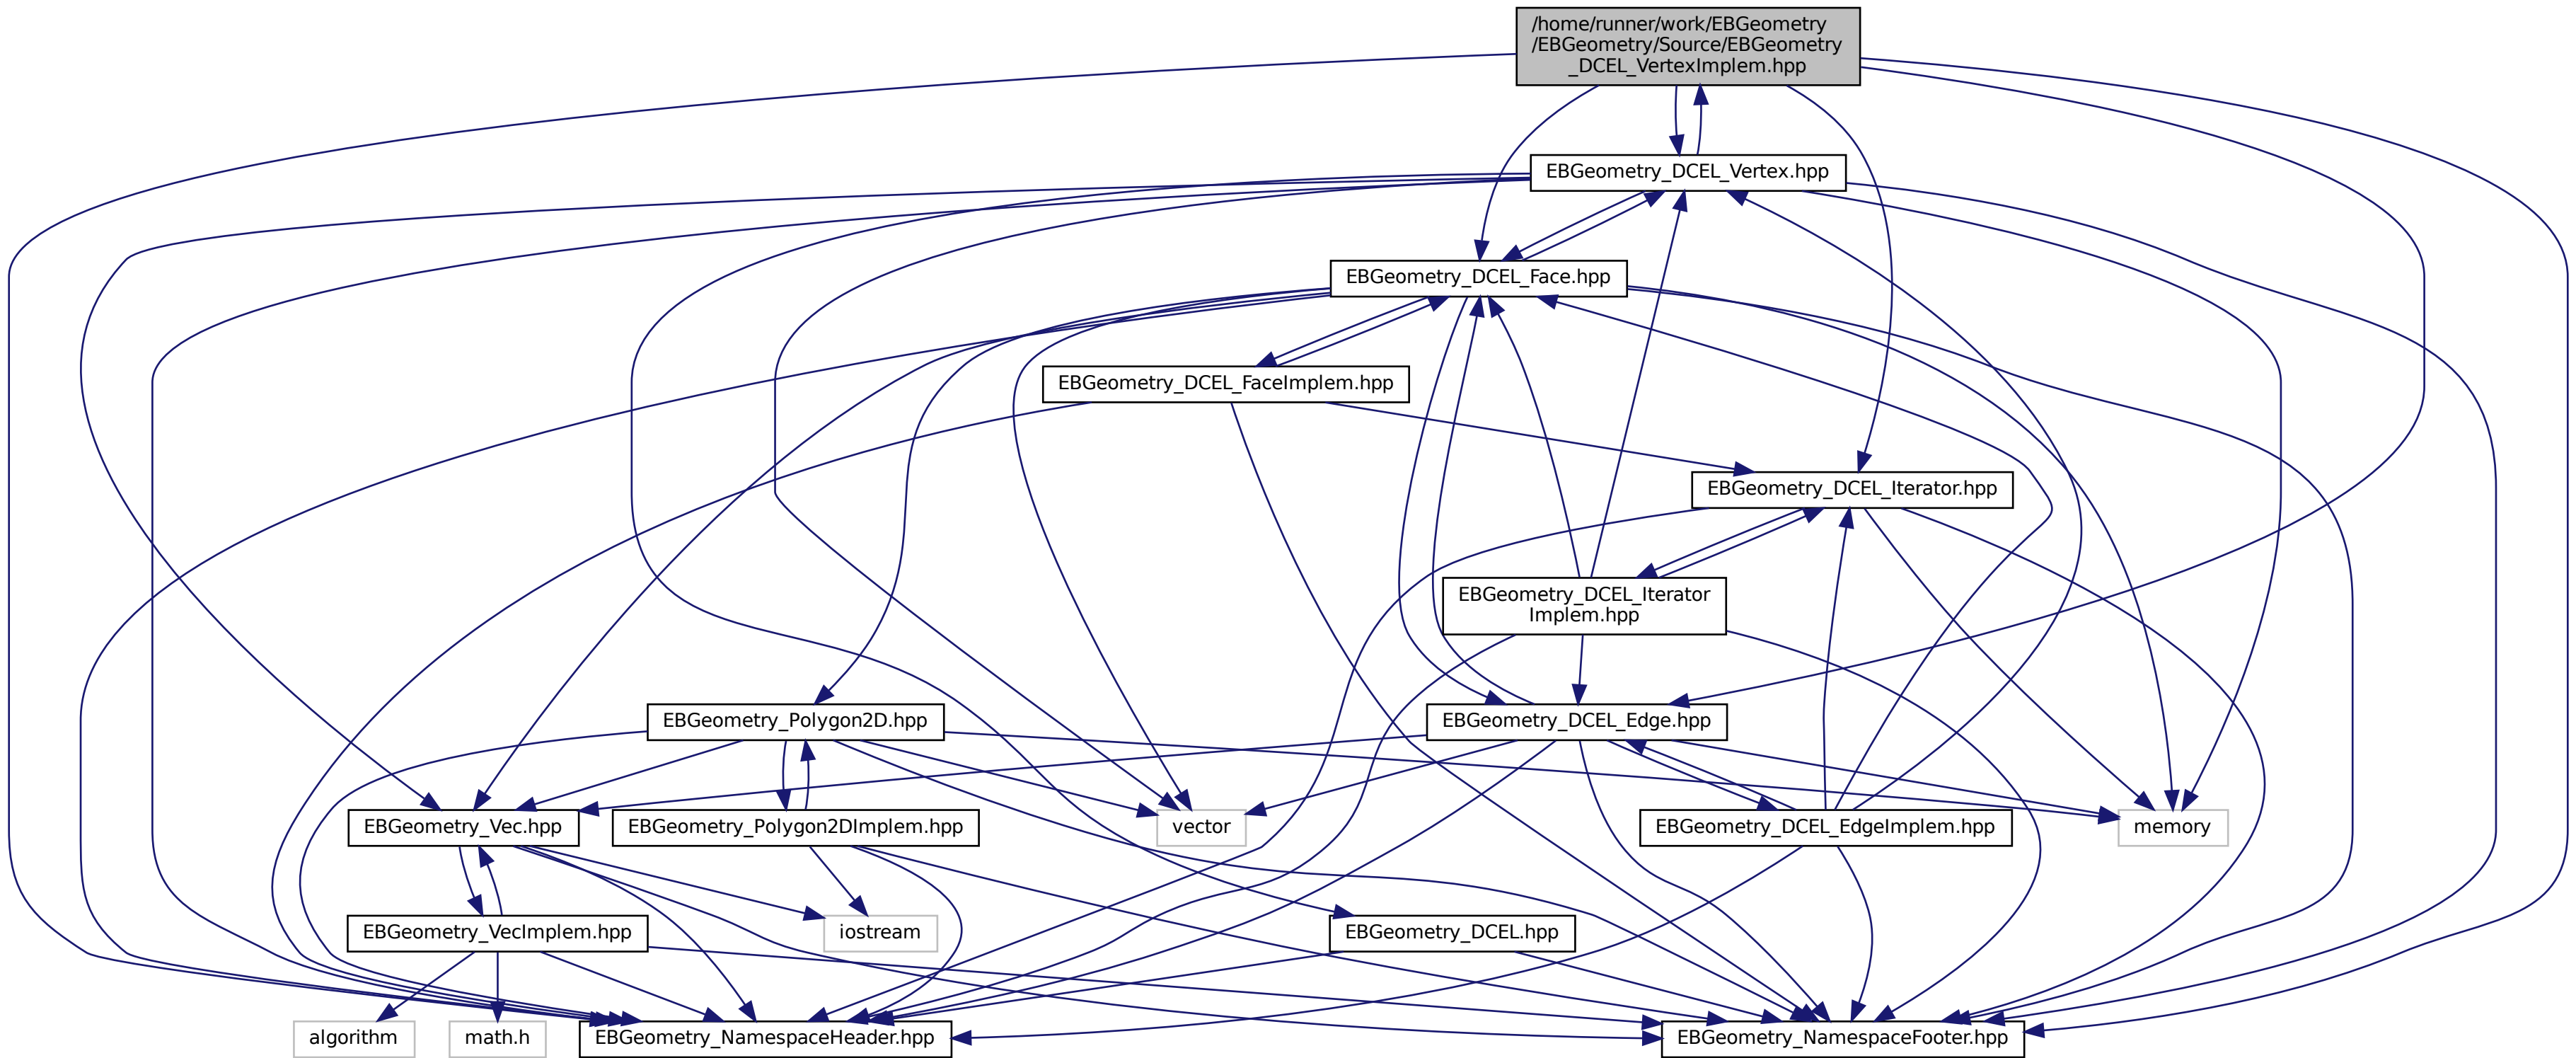 /home/runner/work/EBGeometry
/EBGeometry/Source/EBGeometry
_DCEL_VertexImplem.hpp
EBGeometry_DCEL_Vertex.hpp
EBGeometry_DCEL_Face.hpp
EBGeometry_DCEL_FaceImplem.hpp
EBGeometry_DCEL_Iterator.hpp
EBGeometry_DCEL_Iterator
Implem.hpp
EBGeometry_Polygon2D.hpp
EBGeometry_DCEL_Edge.hpp
EBGeometry_Vec.hpp
EBGeometry_Polygon2DImplem.hpp
vector
EBGeometry_DCEL_EdgeImplem.hpp
memory
EBGeometry_VecImplem.hpp
iostream
EBGeometry_DCEL.hpp
algorithm
math.h
EBGeometry_NamespaceHeader.hpp
EBGeometry_NamespaceFooter.hpp